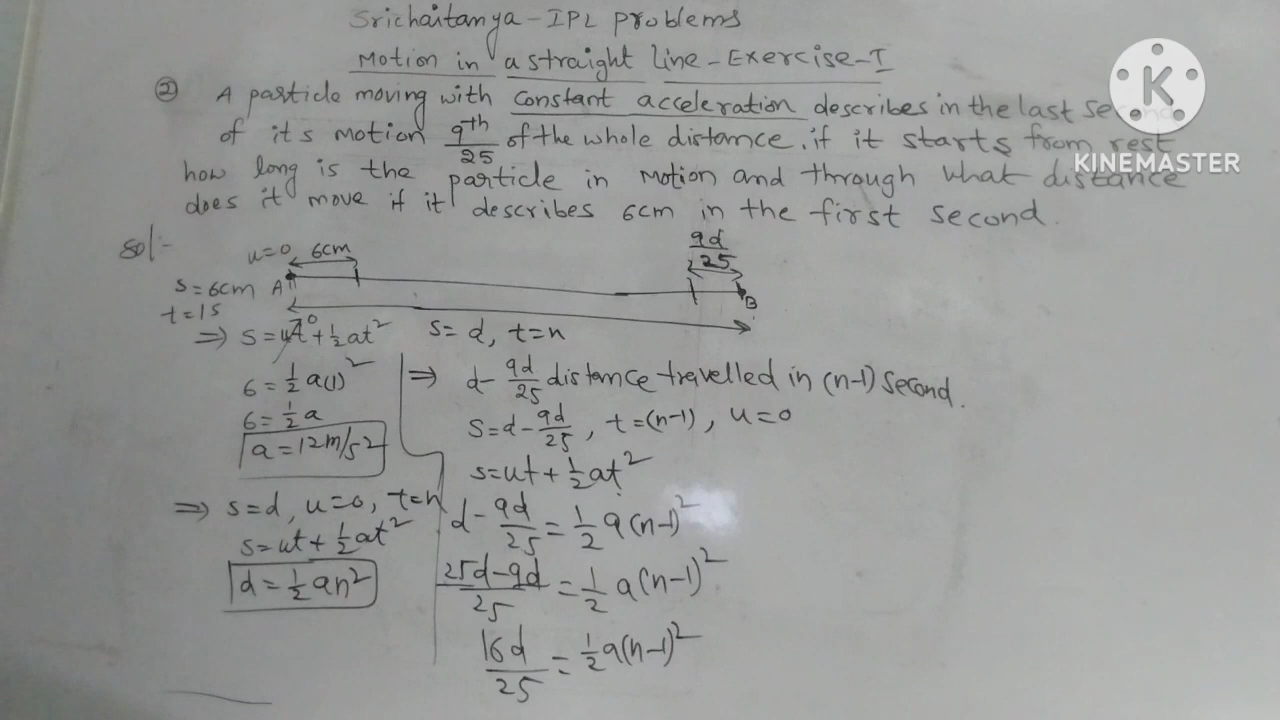 Srichaitanya - IPL problems
Motion in a straight line - Exercise - I
② A particle moving with constant acceleration describes in the last
of its motion 9th/25 of the whole distance. if it starts from rest
how long is the particle in motion and through what distance
does it move if it describes 6cm in the first second.
K
KINEMASTER
Sol:-
u=0 6cm
9d/25
s=6cm A
B
t=1s
⇒ s=ut⁰+½at²
s=d, t=n
6=½a(1)²
⇒ d-9d/25 distance travelled in (n-1) second.
6=½a
s=d-9d/25, t=(n-1), u=0
a=12m/s²
s=ut+½at²
⇒ s=d, u=0, t=n
d-9d/25=½a(n-1)²
s=ut+½at²
d=½an²
25d-9d/25=½a(n-1)²
16d/25=½a(n-1)²